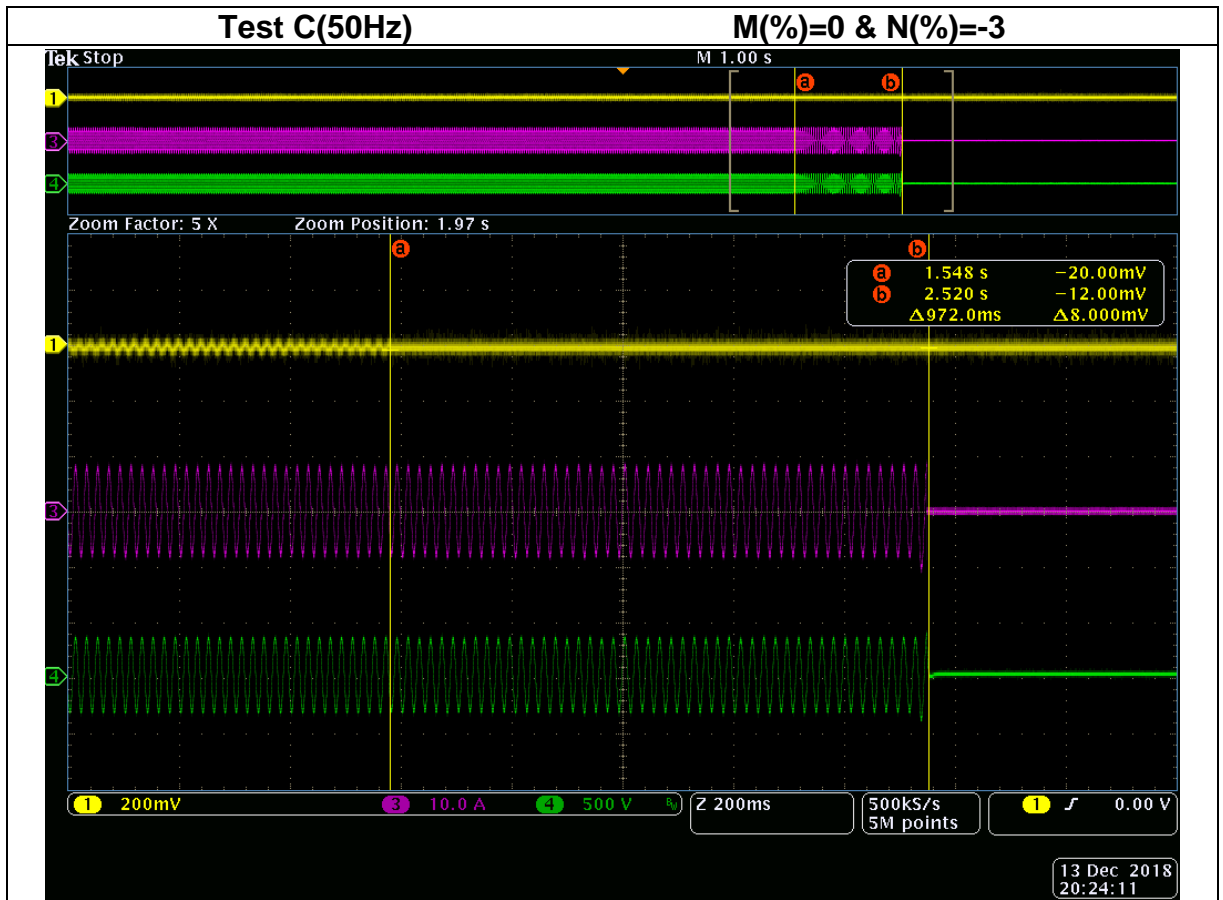 Test C(50Hz) M(%)=0 & N(%)=-3
Tek Stop M 1.00 s
a b
1
3
4
Zoom Factor: 5 X Zoom Position: 1.97 s
a b
a 1.548 s −20.00mV
b 2.520 s −12.00mV
Δ972.0ms Δ8.000mV
1
3
4
1 200mV 3 10.0 A 4 500 V BW Z 200ms 500kS/s 1 0.00 V
5M points
13 Dec 2018
20:24:11